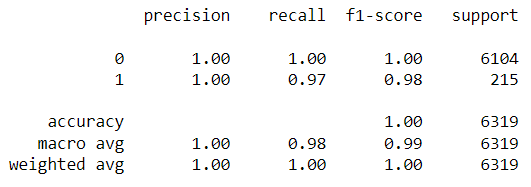 precision recall f1-score support
0 1.00 1.00 1.00 6104
1 1.00 0.97 0.98 215
accuracy 1.00 6319
macro avg 1.00 0.98 0.99 6319
weighted avg 1.00 1.00 1.00 6319